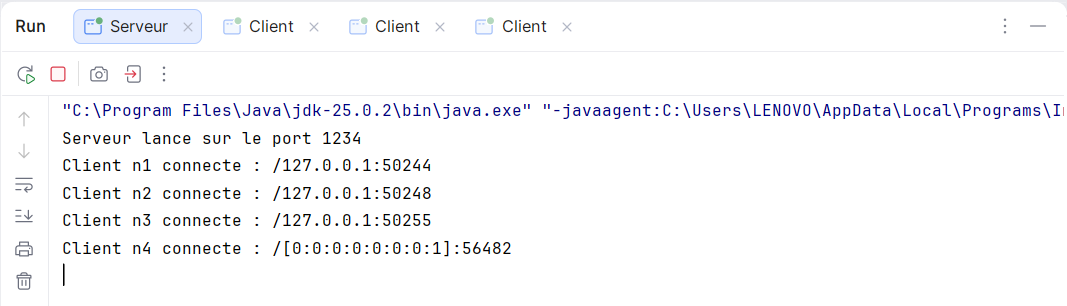 Run Serveur Client Client Client
"C:\Program Files\Java\jdk-25.0.2\bin\java.exe" "-javaagent:C:\Users\LENOVO\AppData\Local\Programs\
Serveur lance sur le port 1234
Client n1 connecte : /127.0.0.1:50244
Client n2 connecte : /127.0.0.1:50248
Client n3 connecte : /127.0.0.1:50255
Client n4 connecte : /[0:0:0:0:0:0:0:1]:56482